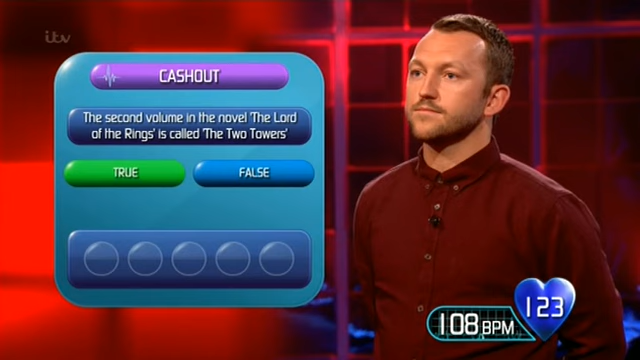 itv
CASHOUT
The second volume in the novel 'The Lord
of the Rings' is called 'The Two Towers'
TRUE
FALSE
123
108 BPM